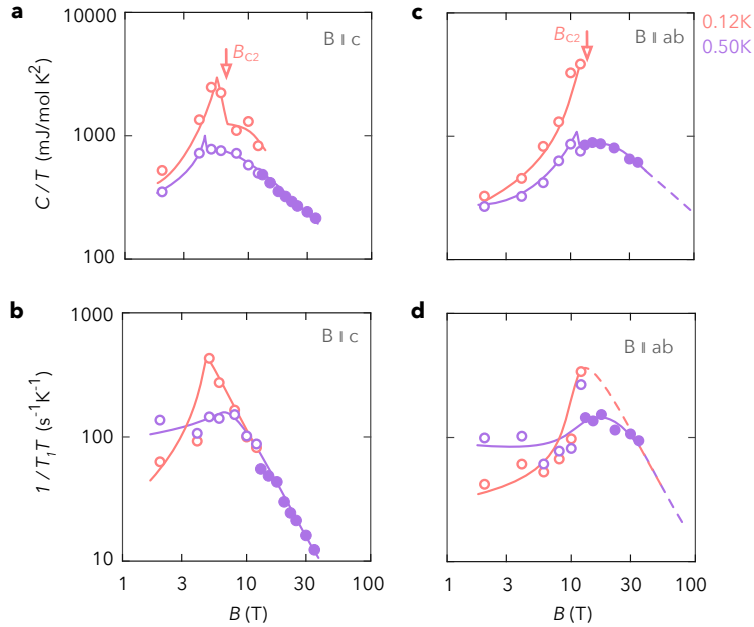 a
B ∥ c
B_C2
10000
1000
100
C / T (mJ/mol K²)
c
B ∥ ab
B_C2
0.12K
0.50K
b
B ∥ c
1000
100
10
1 / T₁T (s⁻¹K⁻¹)
1 3 10 30 100
B (T)
d
B ∥ ab
1 3 10 30 100
B (T)